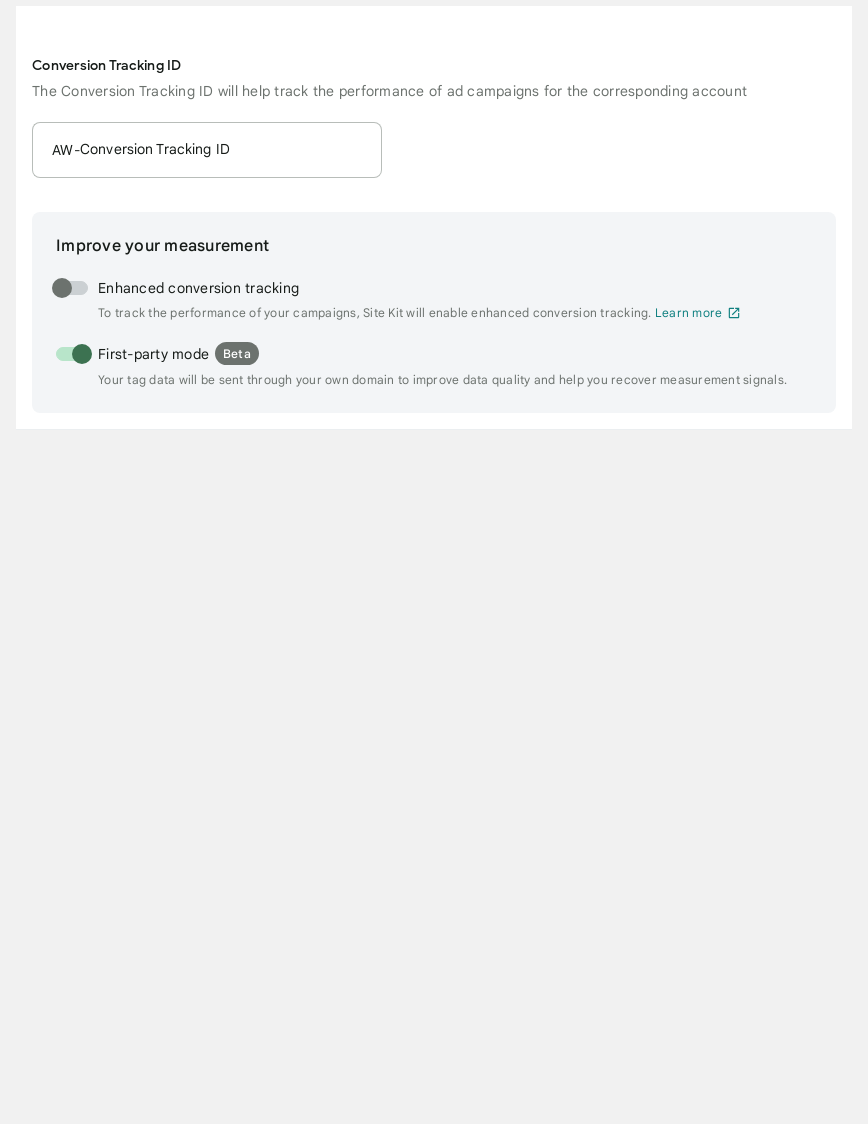 Conversion Tracking ID
The Conversion Tracking ID will help track the performance of ad campaigns for the corresponding account
AW-Conversion Tracking ID
Improve your measurement
Enhanced conversion tracking
To track the performance of your campaigns, Site Kit will enable enhanced conversion tracking. Learn more
First-party mode Beta
Your tag data will be sent through your own domain to improve data quality and help you recover measurement signals.